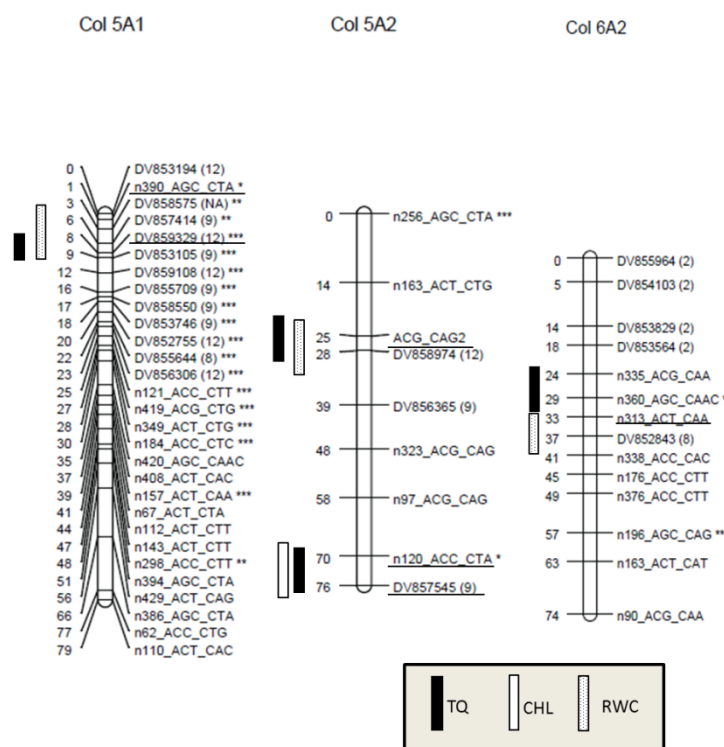 Col 5A1
0 DV853194 (12)
1 n390_AGC_CTA *
3 DV858575 (NA) **
6 DV857414 (9) **
8 DV859329 (12) ***
9 DV853105 (9) ***
12 DV859108 (12) ***
16 DV855709 (9) ***
17 DV858550 (9) ***
18 DV853746 (9) ***
20 DV852755 (12) ***
22 DV855644 (8) ***
23 DV856306 (12) ***
25 n121_ACC_CTT ***
27 n419_ACG_CTG ***
28 n349_ACT_CTG ***
30 n184_ACC_CTC ***
35 n420_AGC_CAAC
37 n408_ACT_CAC
39 n157_ACT_CAA ***
41 n67_ACT_CTA
44 n112_ACT_CTT
47 n143_ACT_CTT
48 n298_ACC_CTT **
51 n394_AGC_CTA
56 n429_ACT_CAG
66 n386_AGC_CTA
77 n62_ACC_CTG
79 n110_ACT_CAC
Col 5A2
0 n256_AGC_CTA ***
14 n163_ACT_CTG
25 ACG_CAG2
28 DV858974 (12)
39 DV856365 (9)
48 n323_ACG_CAG
58 n97_ACG_CAG
70 n120_ACC_CTA *
76 DV857545 (9)
Col 6A2
0 DV855964 (2)
5 DV854103 (2)
14 DV853829 (2)
18 DV853564 (2)
24 n335_ACG_CAA
29 n360_AGC_CAAC *
33 n313_ACT_CAA
37 DV852843 (8)
41 n338_ACC_CAC
45 n176_ACC_CTT
49 n376_ACC_CTT
57 n196_AGC_CAG **
63 n163_ACT_CAT
74 n90_ACG_CAA
TQ CHL RWC